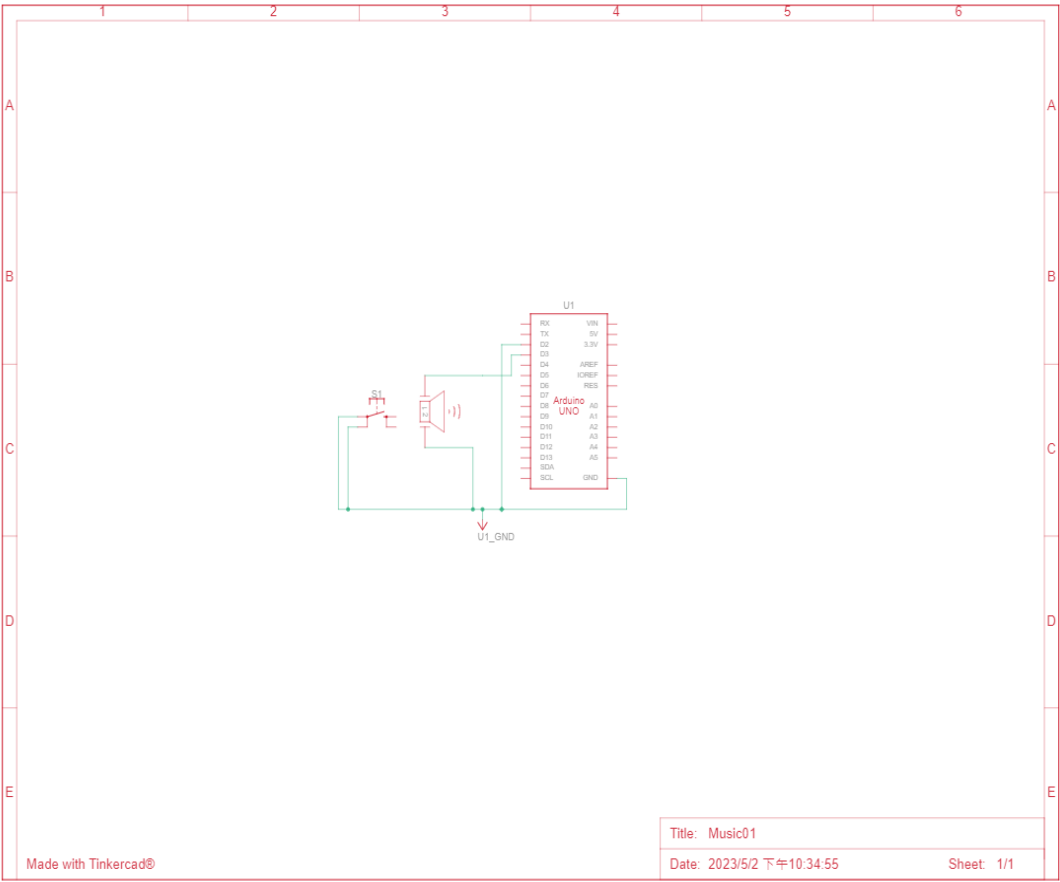 1 2 3 4 5 6
A A
B B
U1
RX VIN
TX 5V
D2 3.3V
D3
D4 AREF
D5 IOREF
D6 RES
D7
S1
Arduino
D8 A0
UNO
D9 A1
1 2
D10 A2
D11 A3
D12 A4
C C
D13 A5
SDA
SCL GND
U1_GND
D D
E E
Title: Music01
Made with Tinkercad®
Date: 2023/5/2 下午10:34:55 Sheet: 1/1